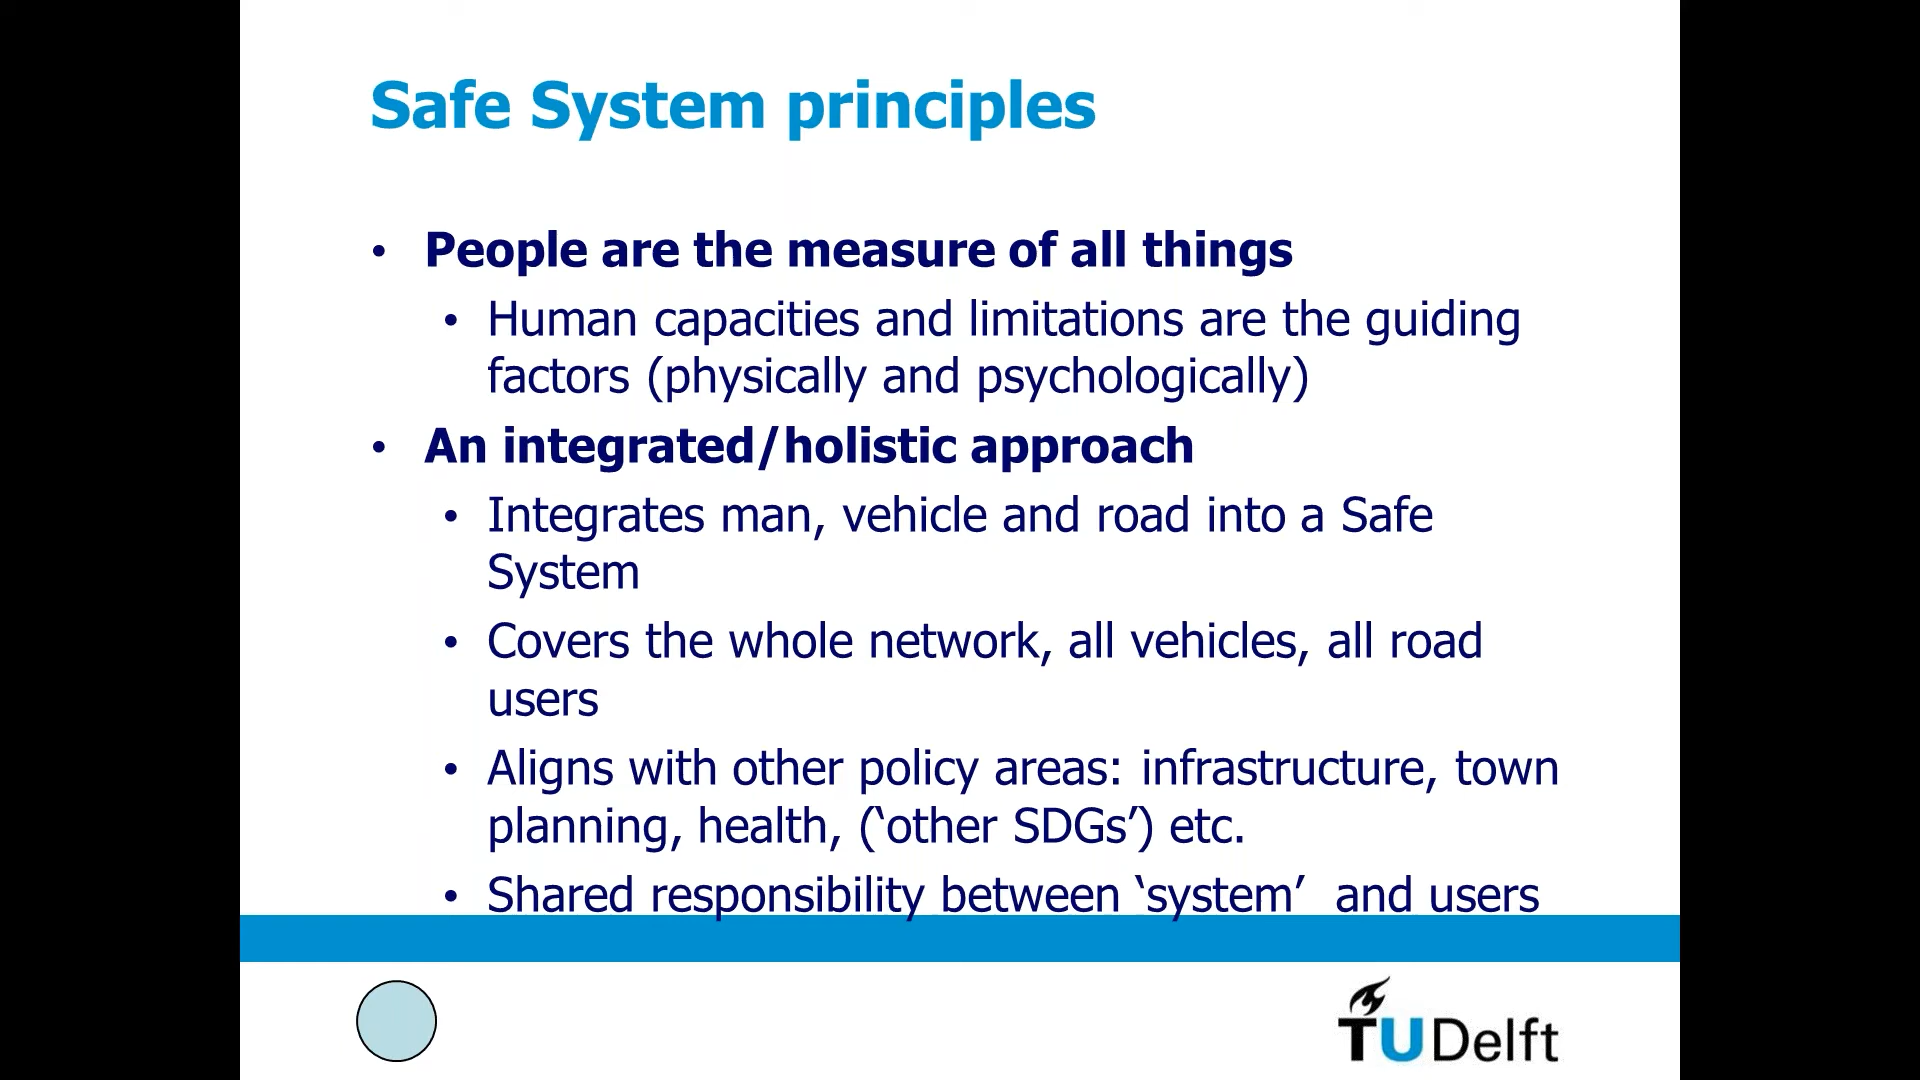 Safe System principles
• People are the measure of all things
• Human capacities and limitations are the guiding
factors (physically and psychologically)
• An integrated/holistic approach
• Integrates man, vehicle and road into a Safe
System
• Covers the whole network, all vehicles, all road
users
• Aligns with other policy areas: infrastructure, town
planning, health, (‘other SDGs’) etc.
• Shared responsibility between ‘system’  and users
TU Delft